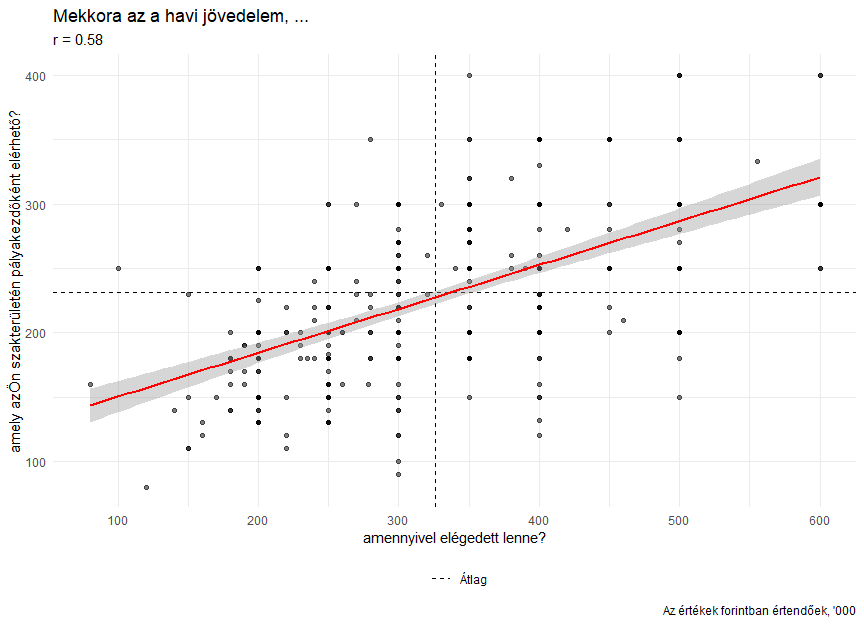 Mekkora az a havi jövedelem, ...
r = 0.58
amely azÖn szakterületén pályakezdőként elérhető?
400
300
200
100
100 200 300 400 500 600
amennyivel elégedett lenne?
Átlag
Az értékek forintban értendőek, '000